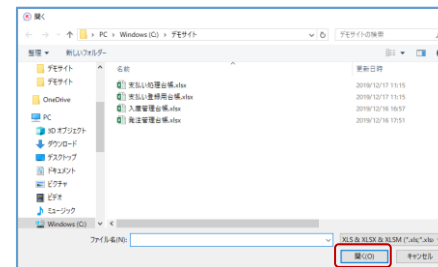 開く
PC › Windows (C:) › デモサイト
デモサイトの検索
整理 ▾ 新しいフォルダー
デモサイト
デモサイト
OneDrive
PC
3D オブジェクト
ダウンロード
デスクトップ
ドキュメント
ピクチャ
ビデオ
ミュージック
Windows (C:)
名前 更新日時
支払い処理台帳.xlsx 2019/12/17 11:15
支払い登録用台帳.xlsx 2019/12/17 11:15
入庫管理台帳.xlsx 2019/12/16 16:57
発注管理台帳.xlsx 2019/12/16 17:51
ファイル名(N):
XLS & XLSX & XLSM (*.xls;*.xls
開く(O) キャンセル